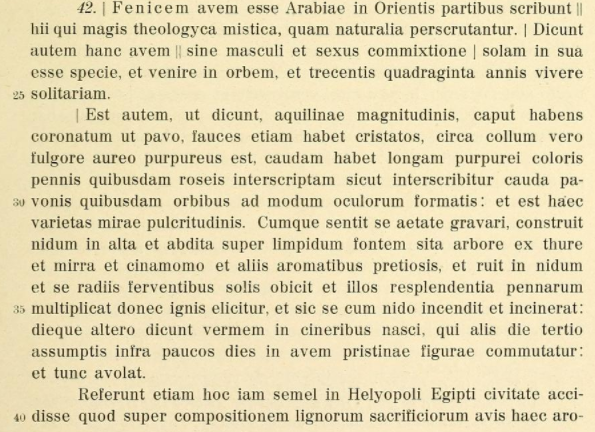 42. | Fenicem avem esse Arabiae in Orientis partibus scribunt ||
hii qui magis theologyca mistica, quam naturalia perscrutantur. | Dicunt
autem hanc avem || sine masculi et sexus commixtione | solam in sua
esse specie, et venire in orbem, et trecentis quadraginta annis vivere
25 solitariam.
| Est autem, ut dicunt, aquilinae magnitudinis, caput habens
coronatum ut pavo, fauces etiam habet cristatos, circa collum vero
fulgore aureo purpureus est, caudam habet longam purpurei coloris
pennis quibusdam roseis interscriptam sicut interscribitur cauda pa-
30 vonis quibusdam orbibus ad modum oculorum formatis: et est haec
varietas mirae pulcritudinis. Cumque sentit se aetate gravari, construit
nidum in alta et abdita super limpidum fontem sita arbore ex thure
et mirra et cinamomo et aliis aromatibus pretiosis, et ruit in nidum
et se radiis ferventibus solis obicit et illos resplendentia pennarum
35 multiplicat donec ignis elicitur, et sic se cum nido incendit et incinerat:
dieque altero dicunt vermem in cineribus nasci, qui alis die tertio
assumptis infra paucos dies in avem pristinae figurae commutatur:
et tunc avolat.
Referunt etiam hoc iam semel in Helyopoli Egipti civitate acci-
40 disse quod super compositionem lignorum sacrificiorum avis haec aro-